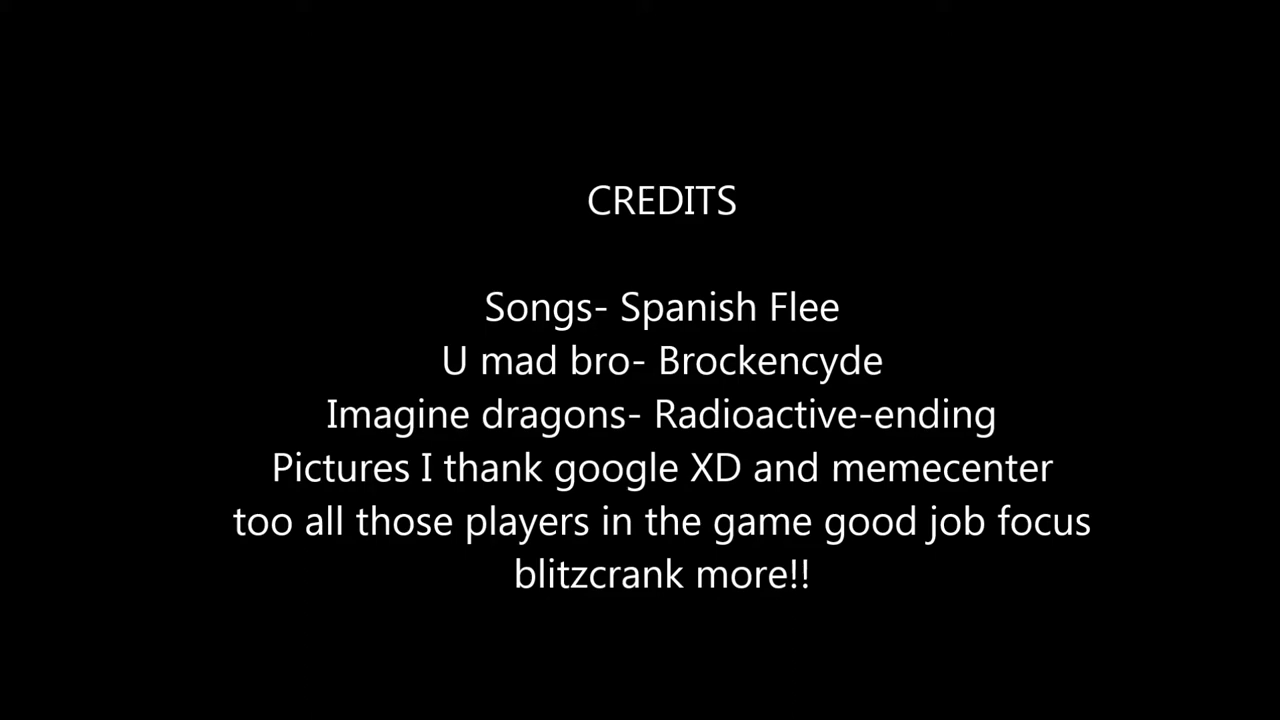 CREDITS
Songs- Spanish Flee
U mad bro- Brockencyde
Imagine dragons- Radioactive-ending
Pictures I thank google XD and memecenter
too all those players in the game good job focus
blitzcrank more!!